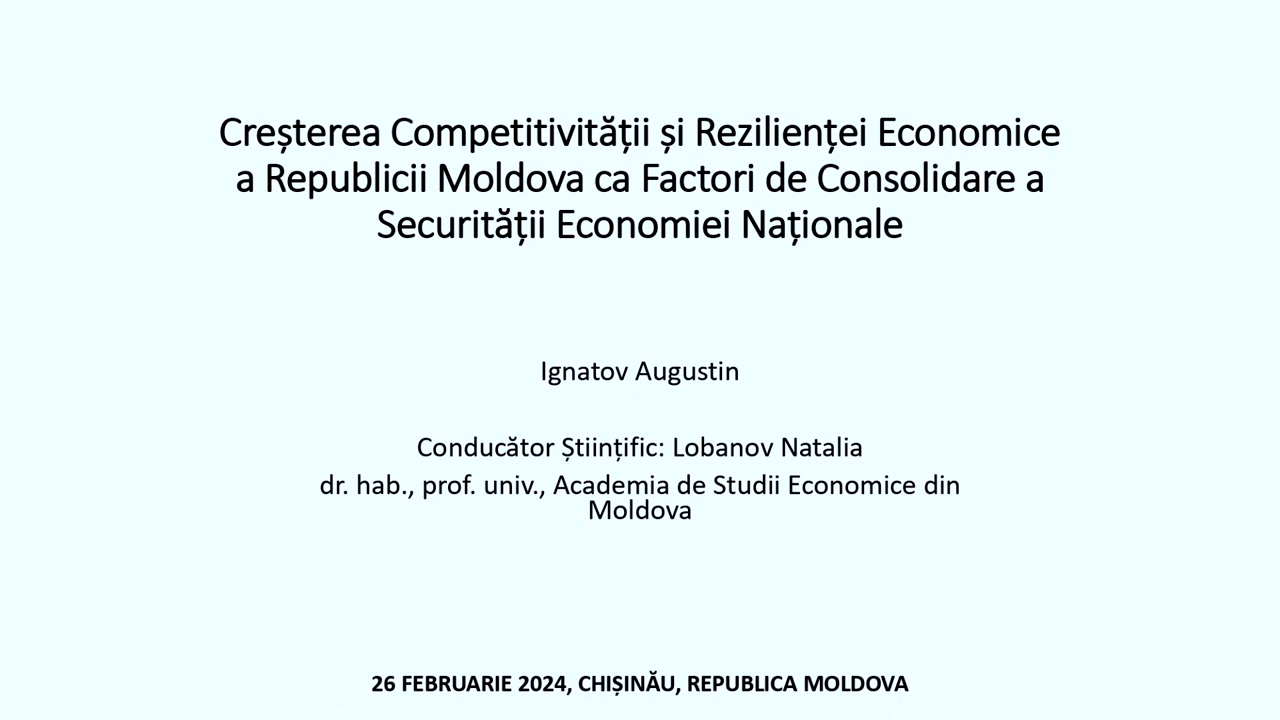 Creșterea Competitivității și Rezilienței Economice
a Republicii Moldova ca Factori de Consolidare a
Securității Economiei Naționale
Ignatov Augustin
Conducător Științific: Lobanov Natalia
dr. hab., prof. univ., Academia de Studii Economice din
Moldova
26 FEBRUARIE 2024, CHIȘINĂU, REPUBLICA MOLDOVA